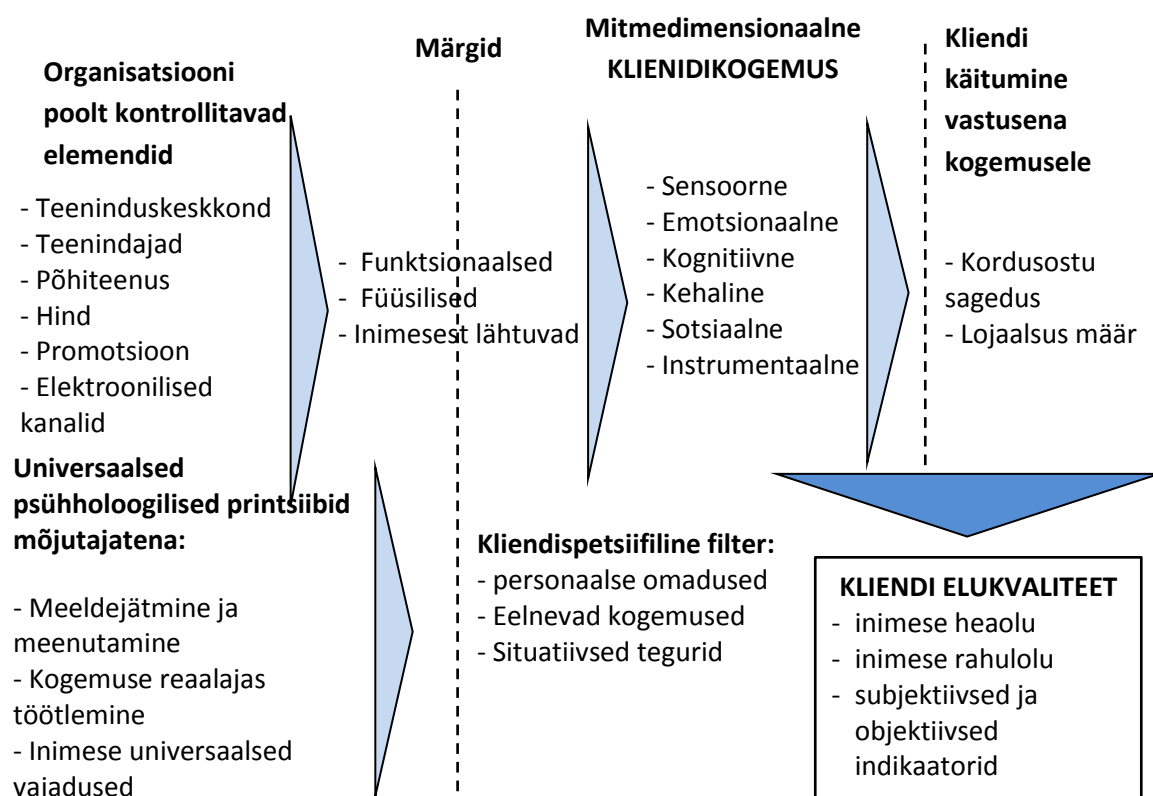 Organisatsiooni
poolt kontrollitavad
elemendid
- Teeninduskeskkond
- Teenindajad
- Põhiteenus
- Hind
- Promotsioon
- Elektroonilised
kanalid
Märgid
- Funktsionaalsed
- Füüsilised
- Inimesest lähtuvad
Mitmedimensionaalne
KLIENIDIKOGEMUS
- Sensoorne
- Emotsionaalne
- Kognitiivne
- Kehaline
- Sotsiaalne
- Instrumentaalne
Kliendi
käitumine
vastusena
kogemusele
- Kordusostu
sagedus
- Lojaalsus määr
Universaalsed
psühholoogilised printsiibid
mõjutajatena:
- Meeldejätmine ja
meenutamine
- Kogemuse reaalajas
töötlemine
- Inimese universaalsed
vajadused
Kliendispetsiifiline filter:
- personaalse omadused
- Eelnevad kogemused
- Situatiivsed tegurid
KLIENDI ELUKVALITEET
- inimese heaolu
- inimese rahulolu
- subjektiivsed ja
objektiivsed
indikaatorid